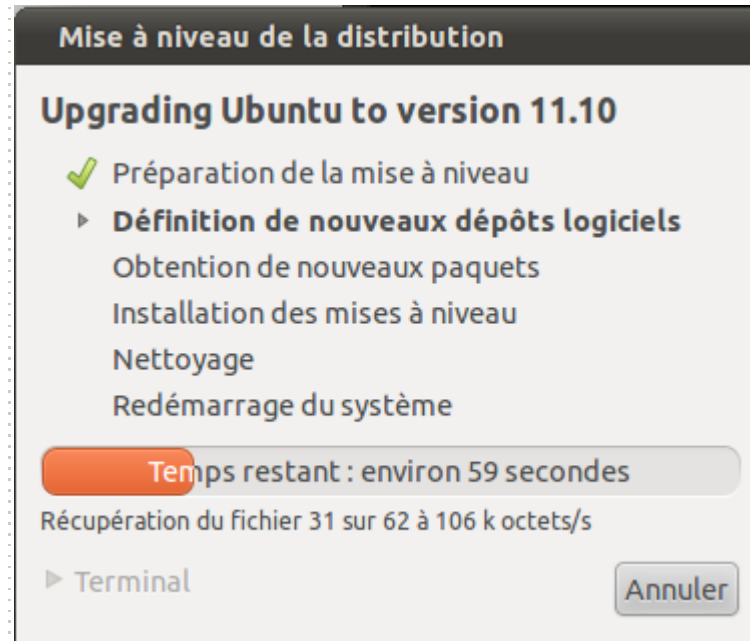 Mise à niveau de la distribution
Upgrading Ubuntu to version 11.10
Préparation de la mise à niveau
Définition de nouveaux dépôts logiciels
Obtention de nouveaux paquets
Installation des mises à niveau
Nettoyage
Redémarrage du système
Temps restant : environ 59 secondes
Récupération du fichier 31 sur 62 à 106 k octets/s
Terminal
Annuler